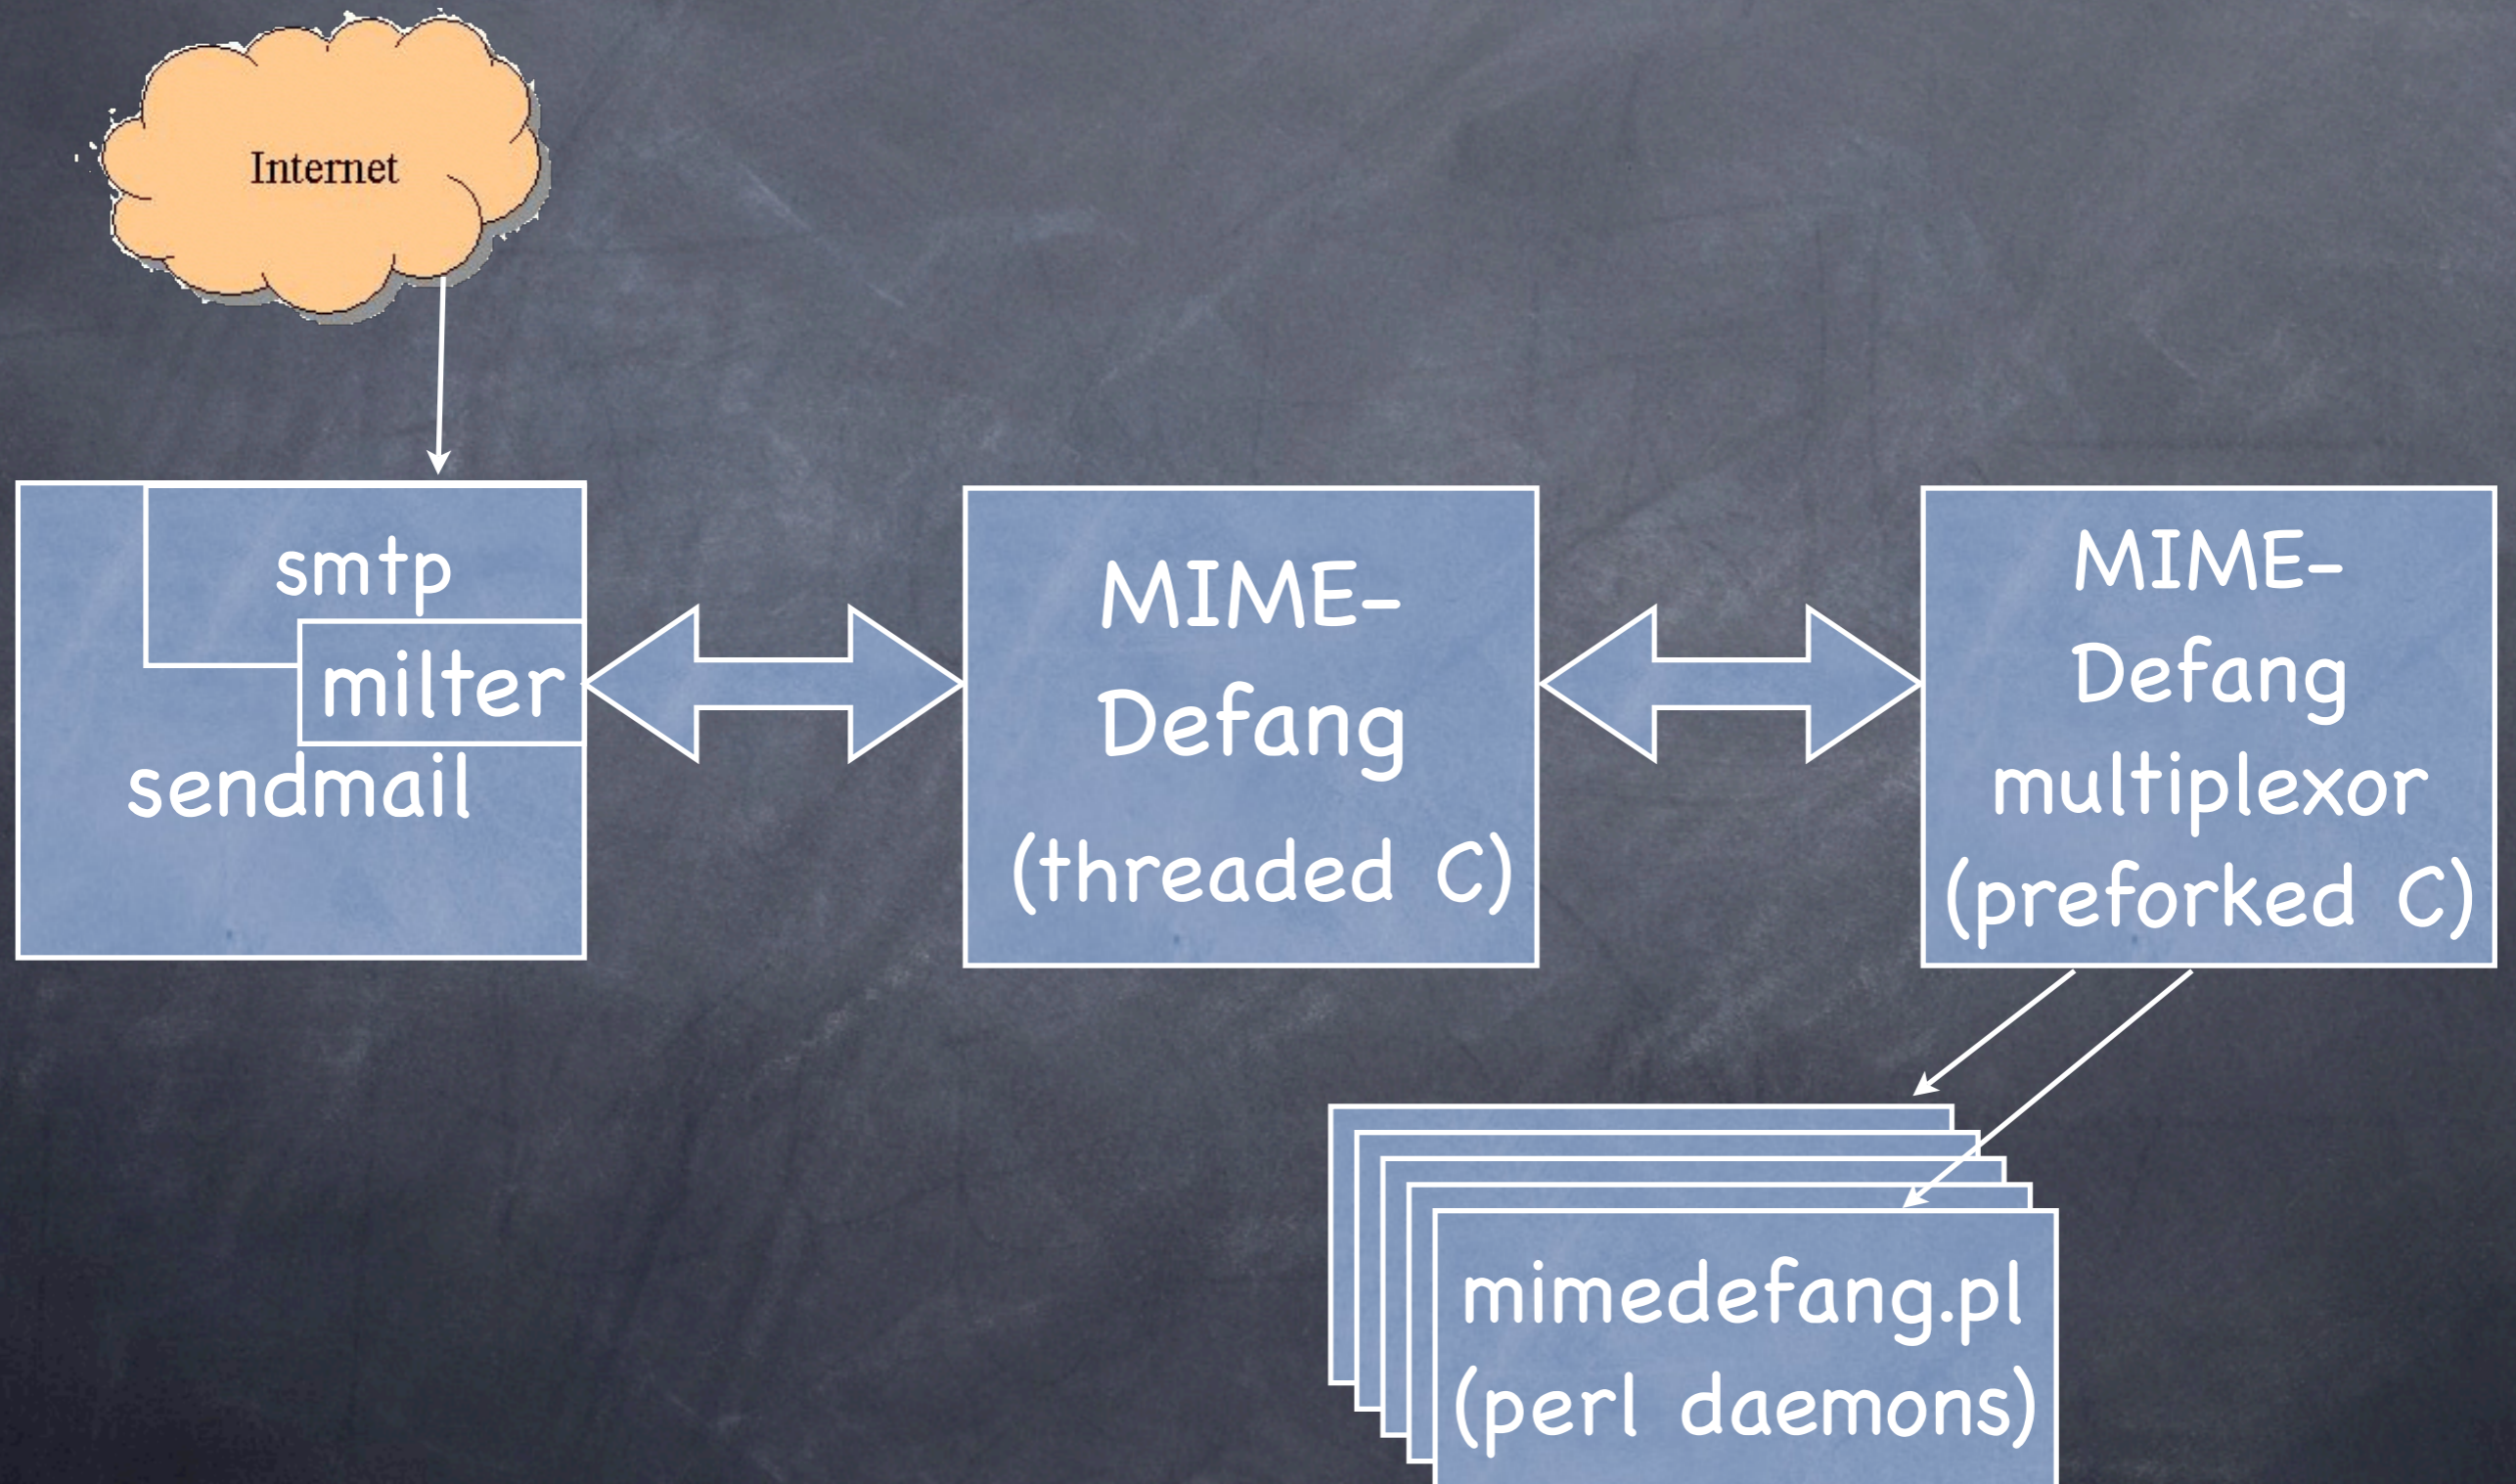 Internet
smtp
milter
sendmail
MIME-
Defang
(threaded C)
MIME-
Defang
multiplexor
(preforked C)
mimedefang.pl
(perl daemons)